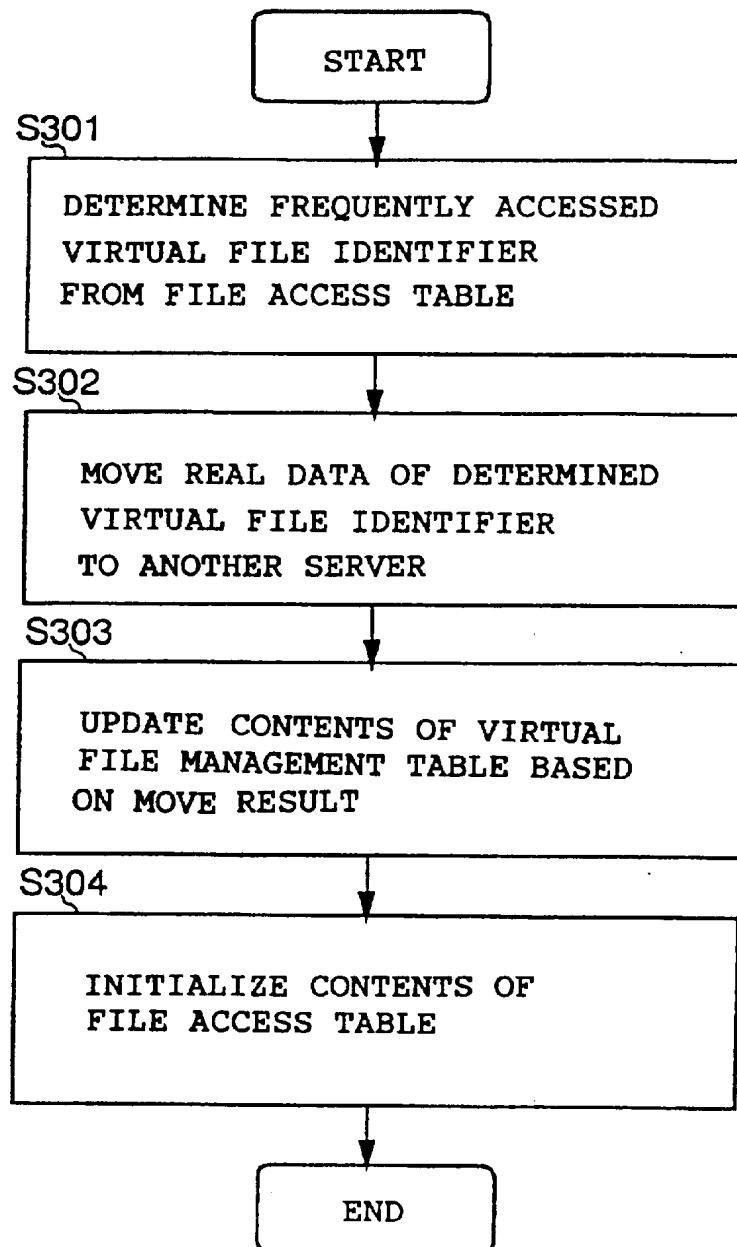 START
S301
DETERMINE FREQUENTLY ACCESSED
VIRTUAL FILE IDENTIFIER
FROM FILE ACCESS TABLE
S302
MOVE REAL DATA OF DETERMINED
VIRTUAL FILE IDENTIFIER
TO ANOTHER SERVER
S303
UPDATE CONTENTS OF VIRTUAL
FILE MANAGEMENT TABLE BASED
ON MOVE RESULT
S304
INITIALIZE CONTENTS OF
FILE ACCESS TABLE
END